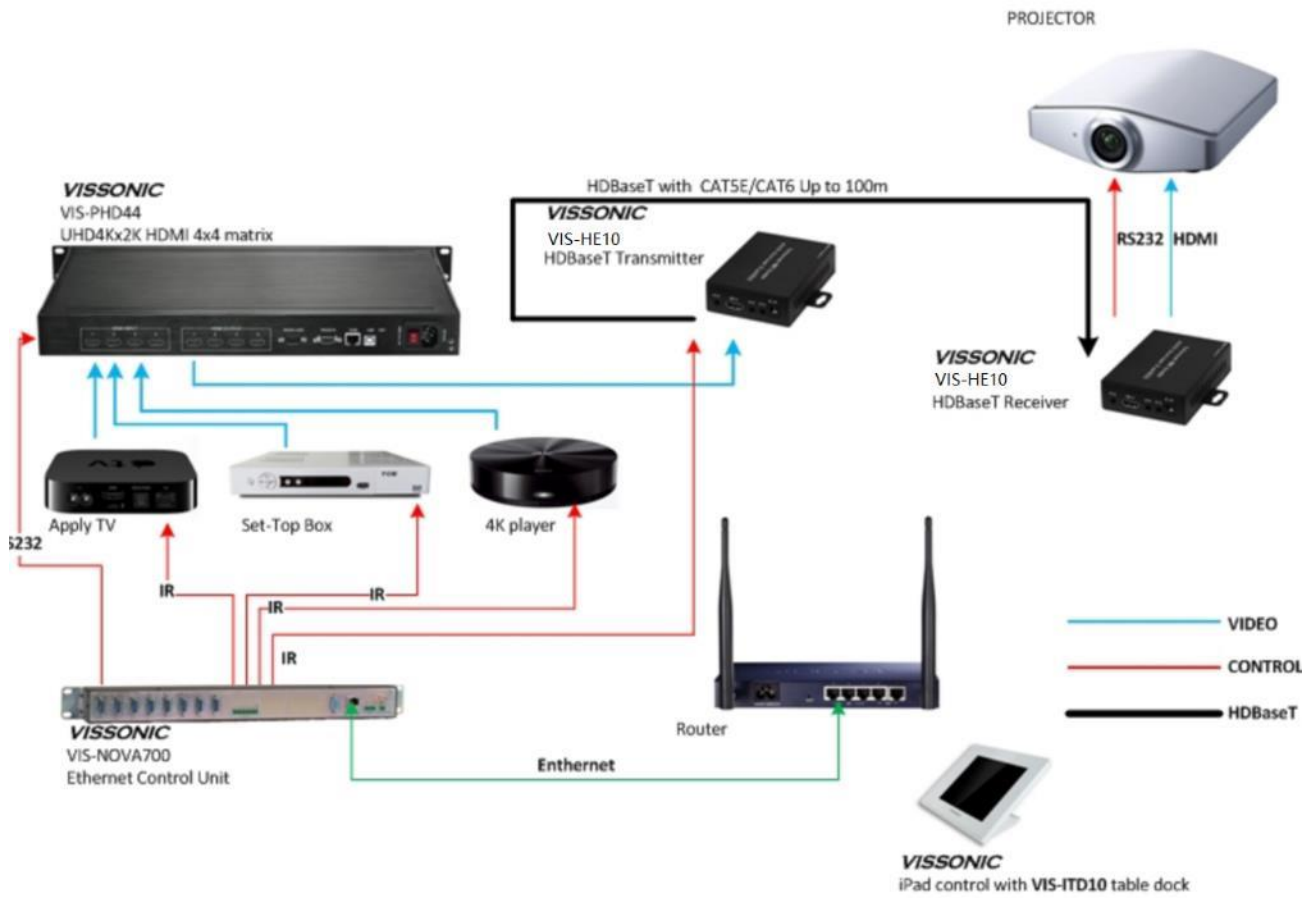 PROJECTOR
VISSONIC
VIS-PHD44
UHD4Kx2K HDMI 4x4 matrix
HDBaseT with CAT5E/CAT6 Up to 100m
VISSONIC
VIS-HE10
HDBaseT Transmitter
RS232 HDMI
VISSONIC
VIS-HE10
HDBaseT Receiver
Apply TV
Set-Top Box
4K player
S232
IR
IR
IR
IR
VISSONIC
VIS-NOVA700
Ethernet Control Unit
Router
Enthernet
VIDEO
CONTROL
HDBaseT
VISSONIC
iPad control with VIS-ITD10 table dock